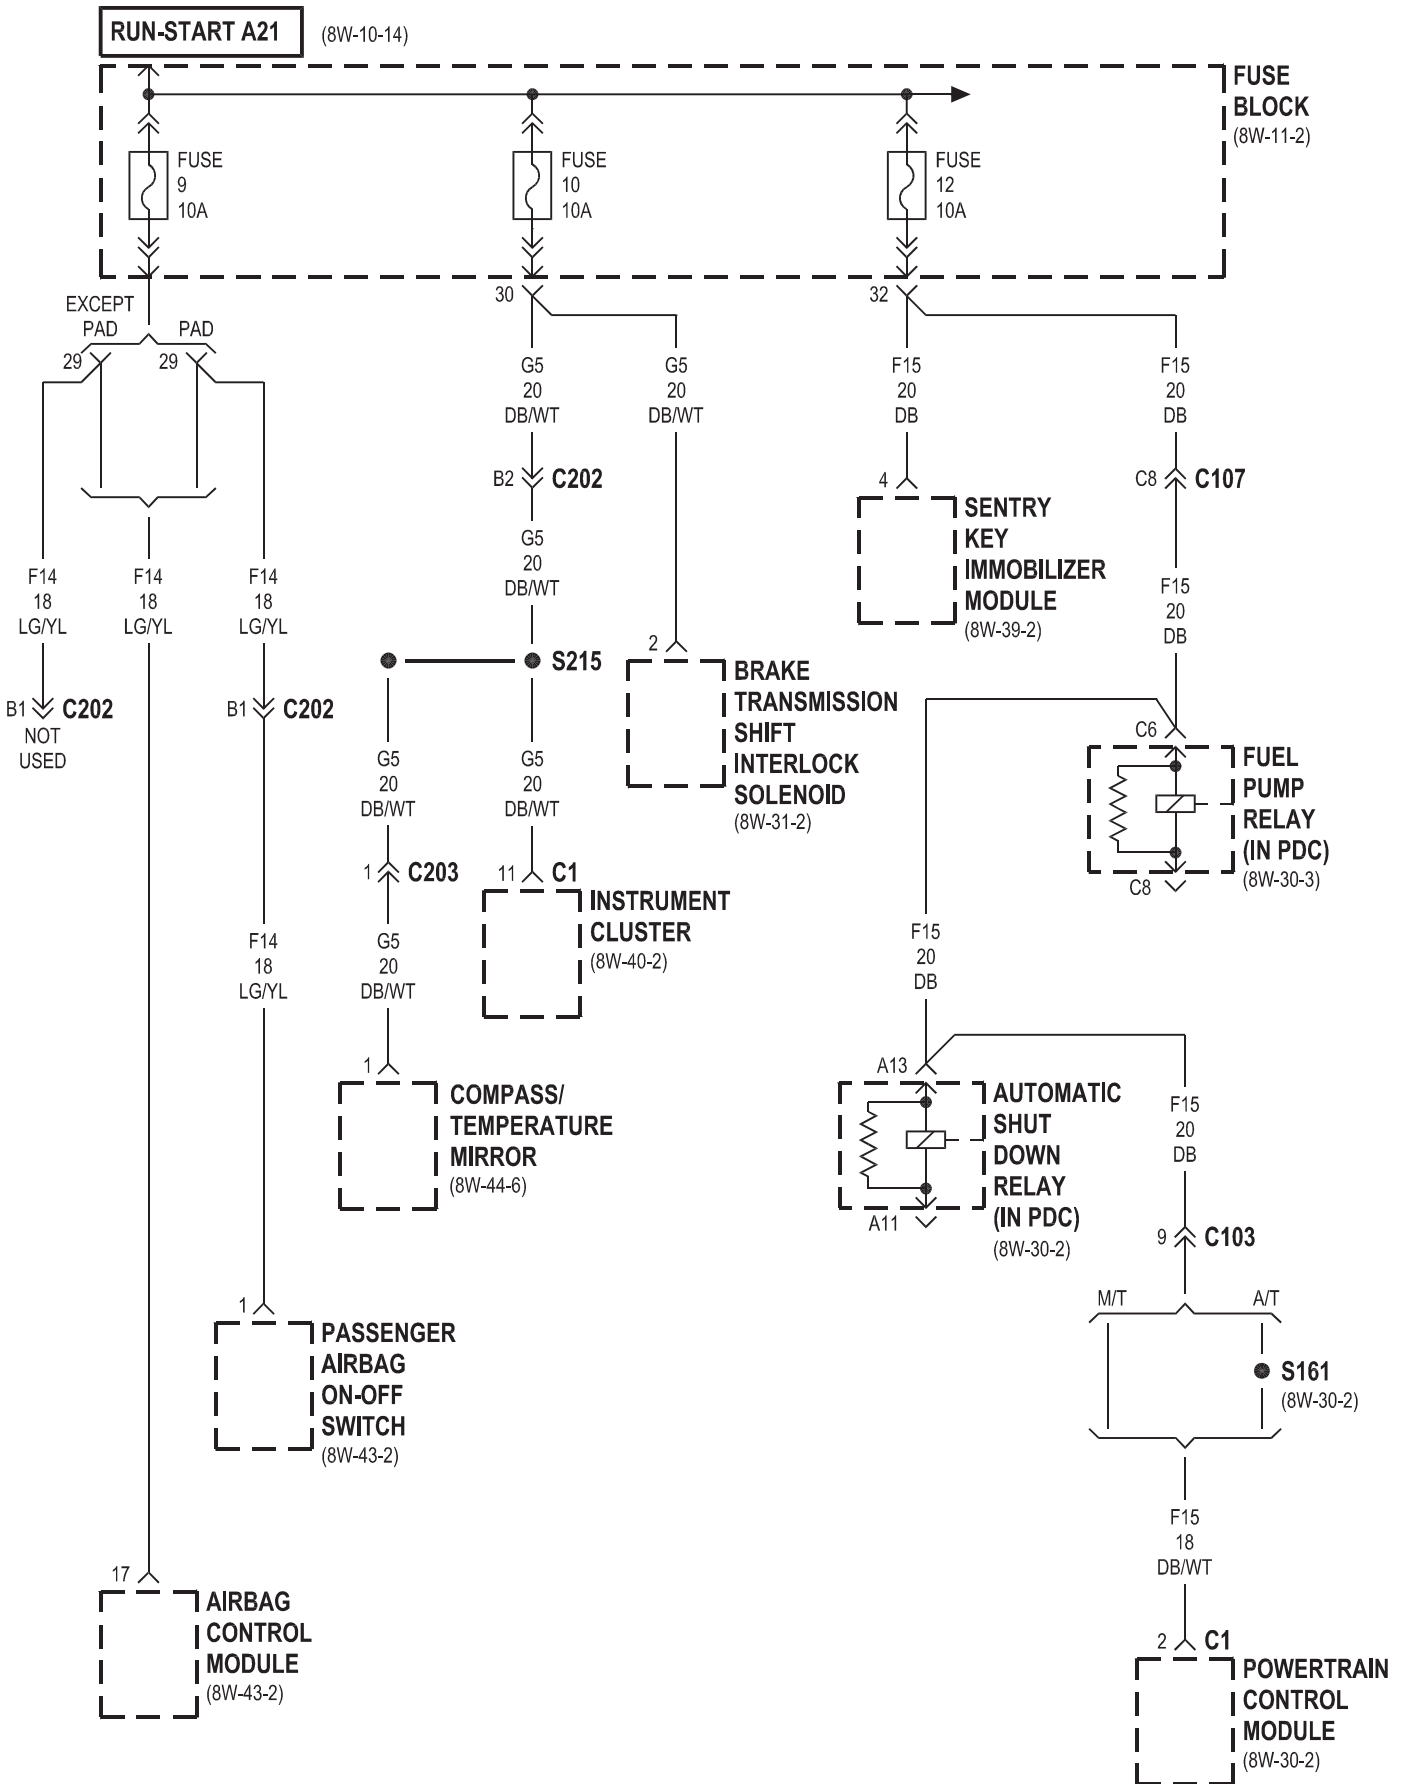 RUN-START A21
(8W-10-14)
FUSE
BLOCK
(8W-11-2)
FUSE
9
10A
FUSE
10
10A
FUSE
12
10A
EXCEPT
PAD
PAD
29
29
30
32
G5
20
DB/WT
G5
20
DB/WT
F15
20
DB
F15
20
DB
B2
C202
4
C8
C107
SENTRY
KEY
IMMOBILIZER
MODULE
(8W-39-2)
G5
20
DB/WT
F14
18
LG/YL
F14
18
LG/YL
F14
18
LG/YL
F15
20
DB
S215
2
BRAKE
TRANSMISSION
SHIFT
INTERLOCK
SOLENOID
(8W-31-2)
B1
C202
NOT
USED
B1
C202
C6
FUEL
PUMP
RELAY
(IN PDC)
(8W-30-3)
C8
G5
20
DB/WT
G5
20
DB/WT
1
C203
11
C1
INSTRUMENT
CLUSTER
(8W-40-2)
F14
18
LG/YL
G5
20
DB/WT
F15
20
DB
1
COMPASS/
TEMPERATURE
MIRROR
(8W-44-6)
A13
AUTOMATIC
SHUT
DOWN
RELAY
(IN PDC)
(8W-30-2)
A11
F15
20
DB
9
C103
M/T
A/T
S161
(8W-30-2)
1
PASSENGER
AIRBAG
ON-OFF
SWITCH
(8W-43-2)
F15
18
DB/WT
17
AIRBAG
CONTROL
MODULE
(8W-43-2)
2
C1
POWERTRAIN
CONTROL
MODULE
(8W-30-2)